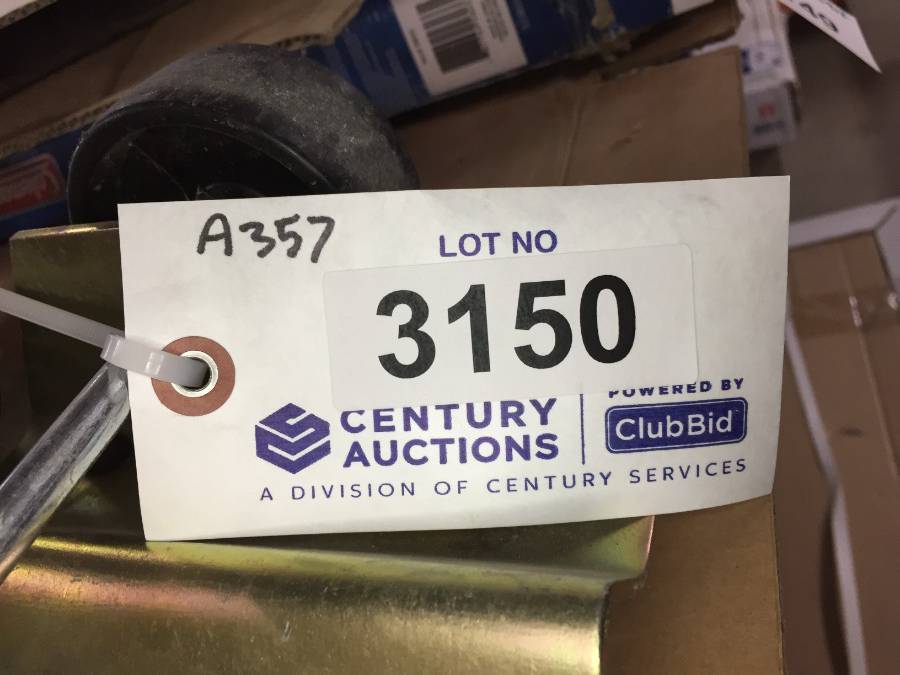 A357
LOT NO
3150
CENTURY
AUCTIONS
POWERED BY
ClubBid
A DIVISION OF CENTURY SERVICES